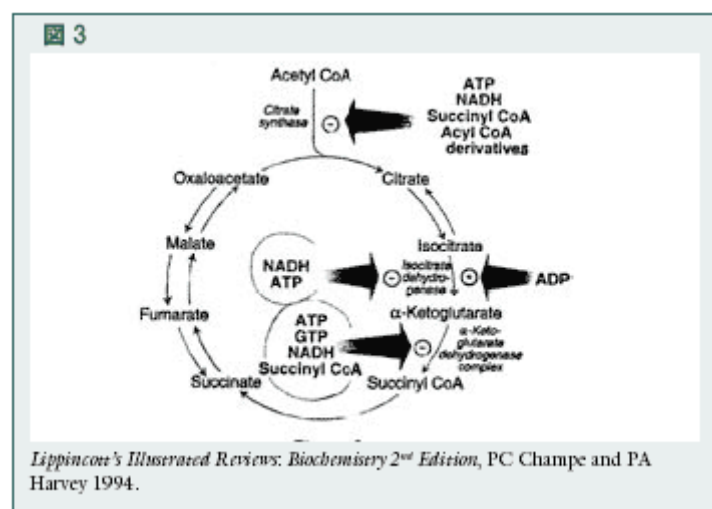 図 3
Acetyl CoA
Citrate
synthase
ATP
NADH
Succinyl CoA
Acyl CoA
derivatives
Oxaloacetate
Citrate
Malate
Isocitrate
NADH
ATP
Isocitrate
dehydro-
genase
ADP
Fumarate
α-Ketoglutarate
ATP
GTP
NADH
Succinyl CoA
α-Keto-
glutarate
dehydrogenase
complex
Succinate
Succinyl CoA
Lippincott's Illustrated Reviews: Biochemistry 2nd Edition, PC Champe and PA
Harvey 1994.